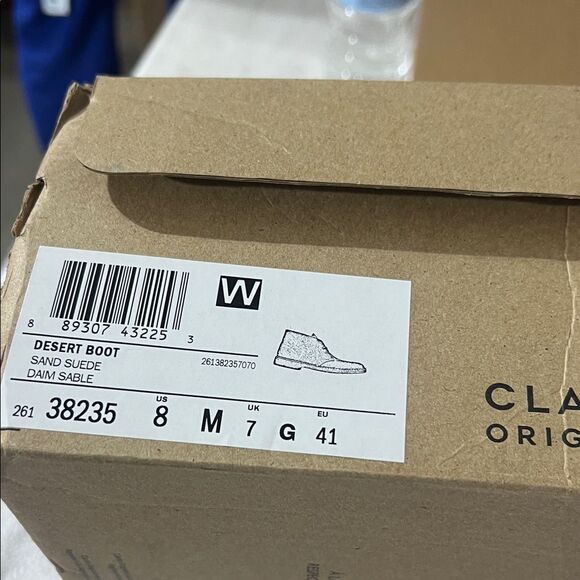 W
8 89307 43225 3
DESERT BOOT
SAND SUEDE
DAIM SABLE
261382357070
261 38235 US 8 M UK 7 G EU 41
CLA
ORIG